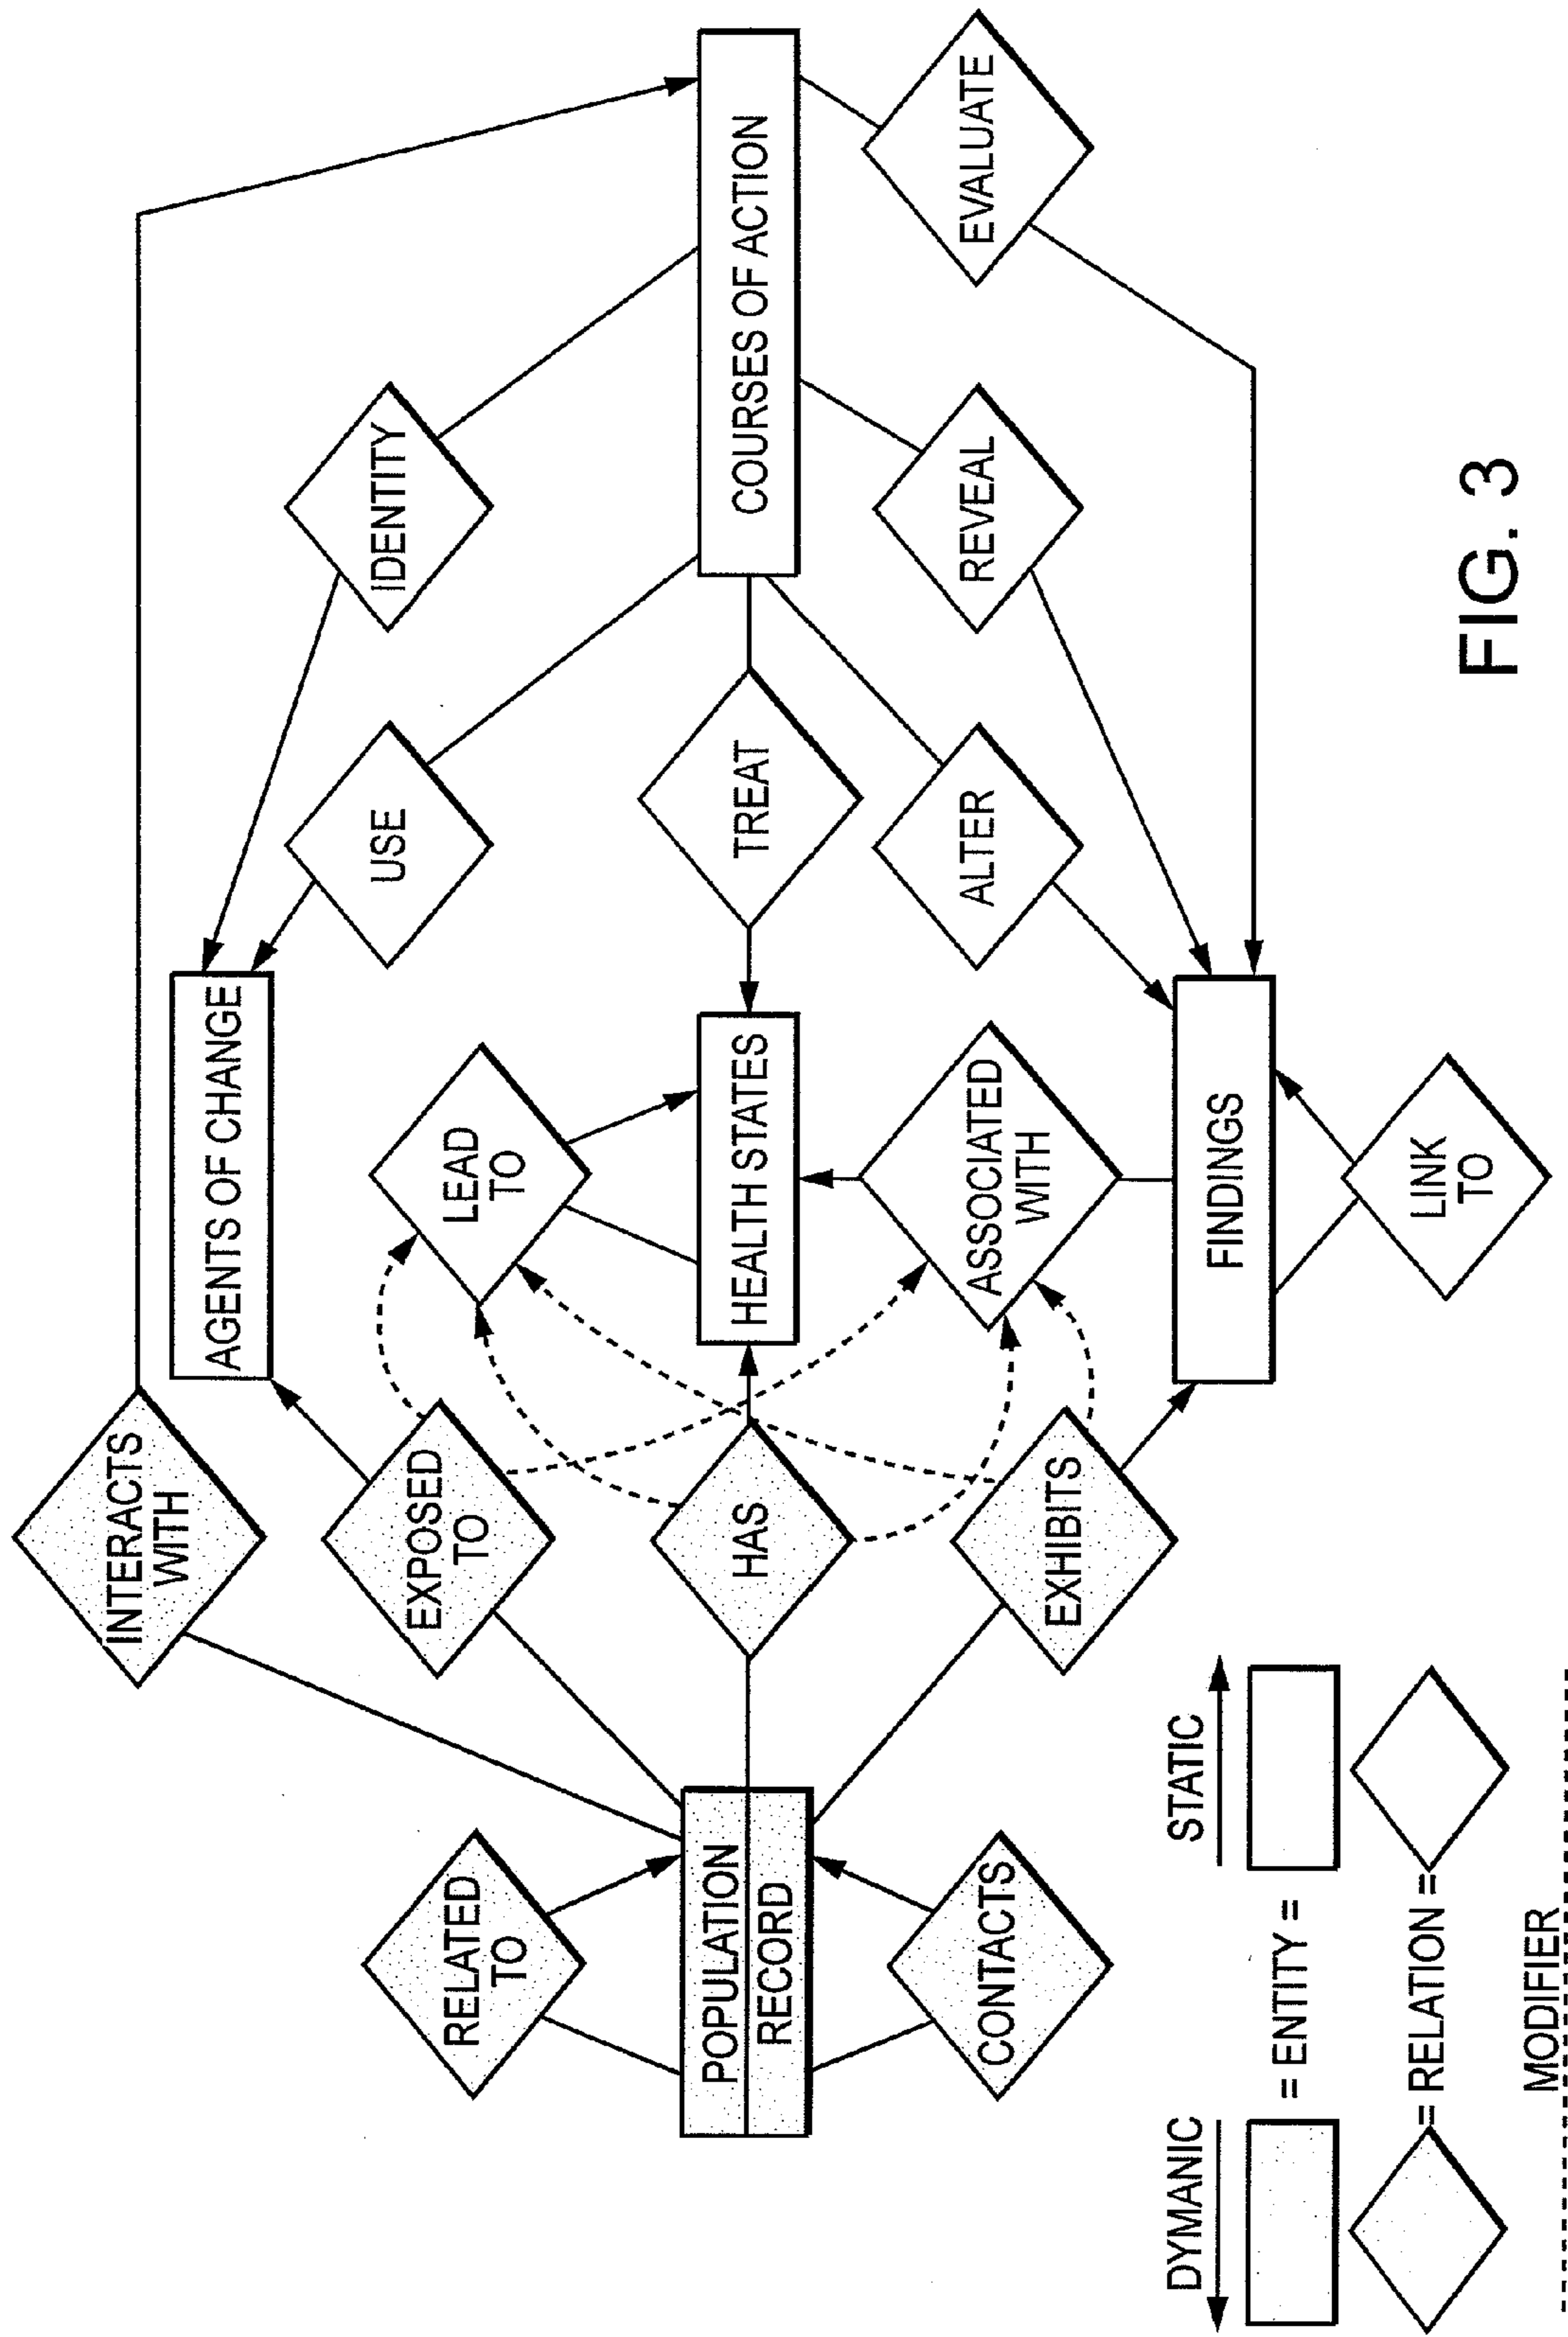 INTERACTS
WITH
AGENTS OF CHANGE
IDENTITY
USE
RELATED
TO
EXPOSED
TO
LEAD
TO
POPULATION
RECORD
HAS
HEALTH STATES
TREAT
COURSES OF ACTION
CONTACTS
EXHIBITS
ASSOCIATED
WITH
ALTER
REVEAL
EVALUATE
FINDINGS
LINK
TO
DYMANIC
STATIC
= ENTITY =
= RELATION =
MODIFIER
FIG. 3